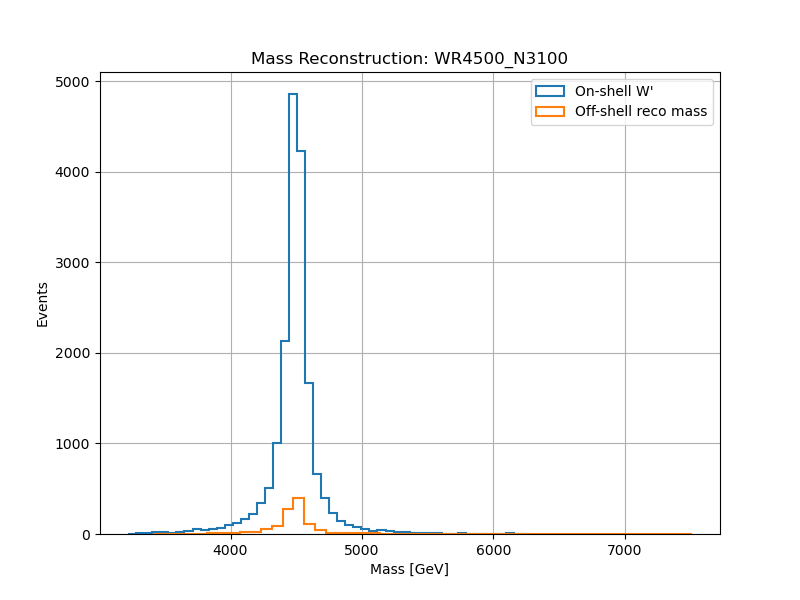 Mass Reconstruction: WR4500_N3100
On-shell W'
Off-shell reco mass
5000
4000
3000
2000
1000
0
Events
4000 5000 6000 7000
Mass [GeV]